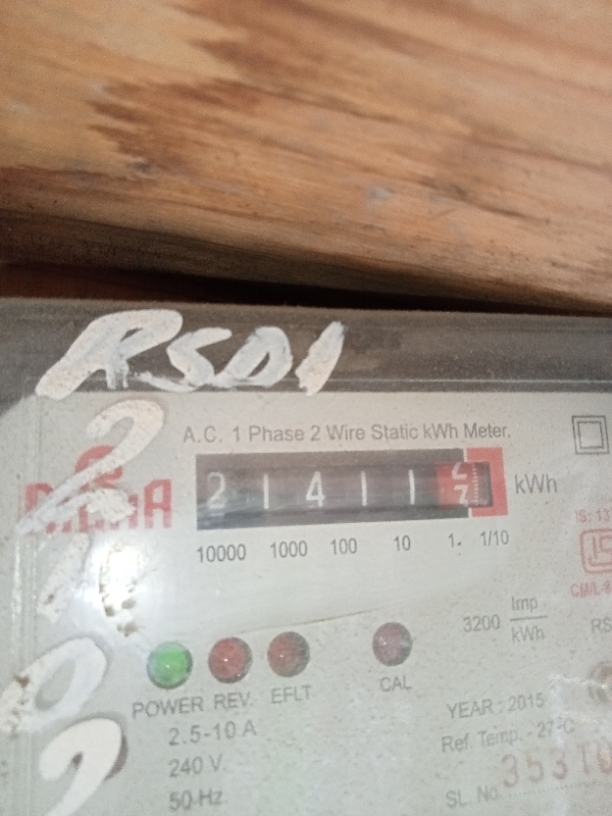 RSD1
2
A.C. 1 Phase 2 Wire Static kWh Meter.
2 1 4 1 1 7 kWh
10000 1000 100 10 1. 1/10
3200 Imp/kWh
POWER REV. EFLT CAL
2.5-10 A
240 V.
50 Hz.
YEAR : 2015
Ref. Temp. - 27°C
SL. No.